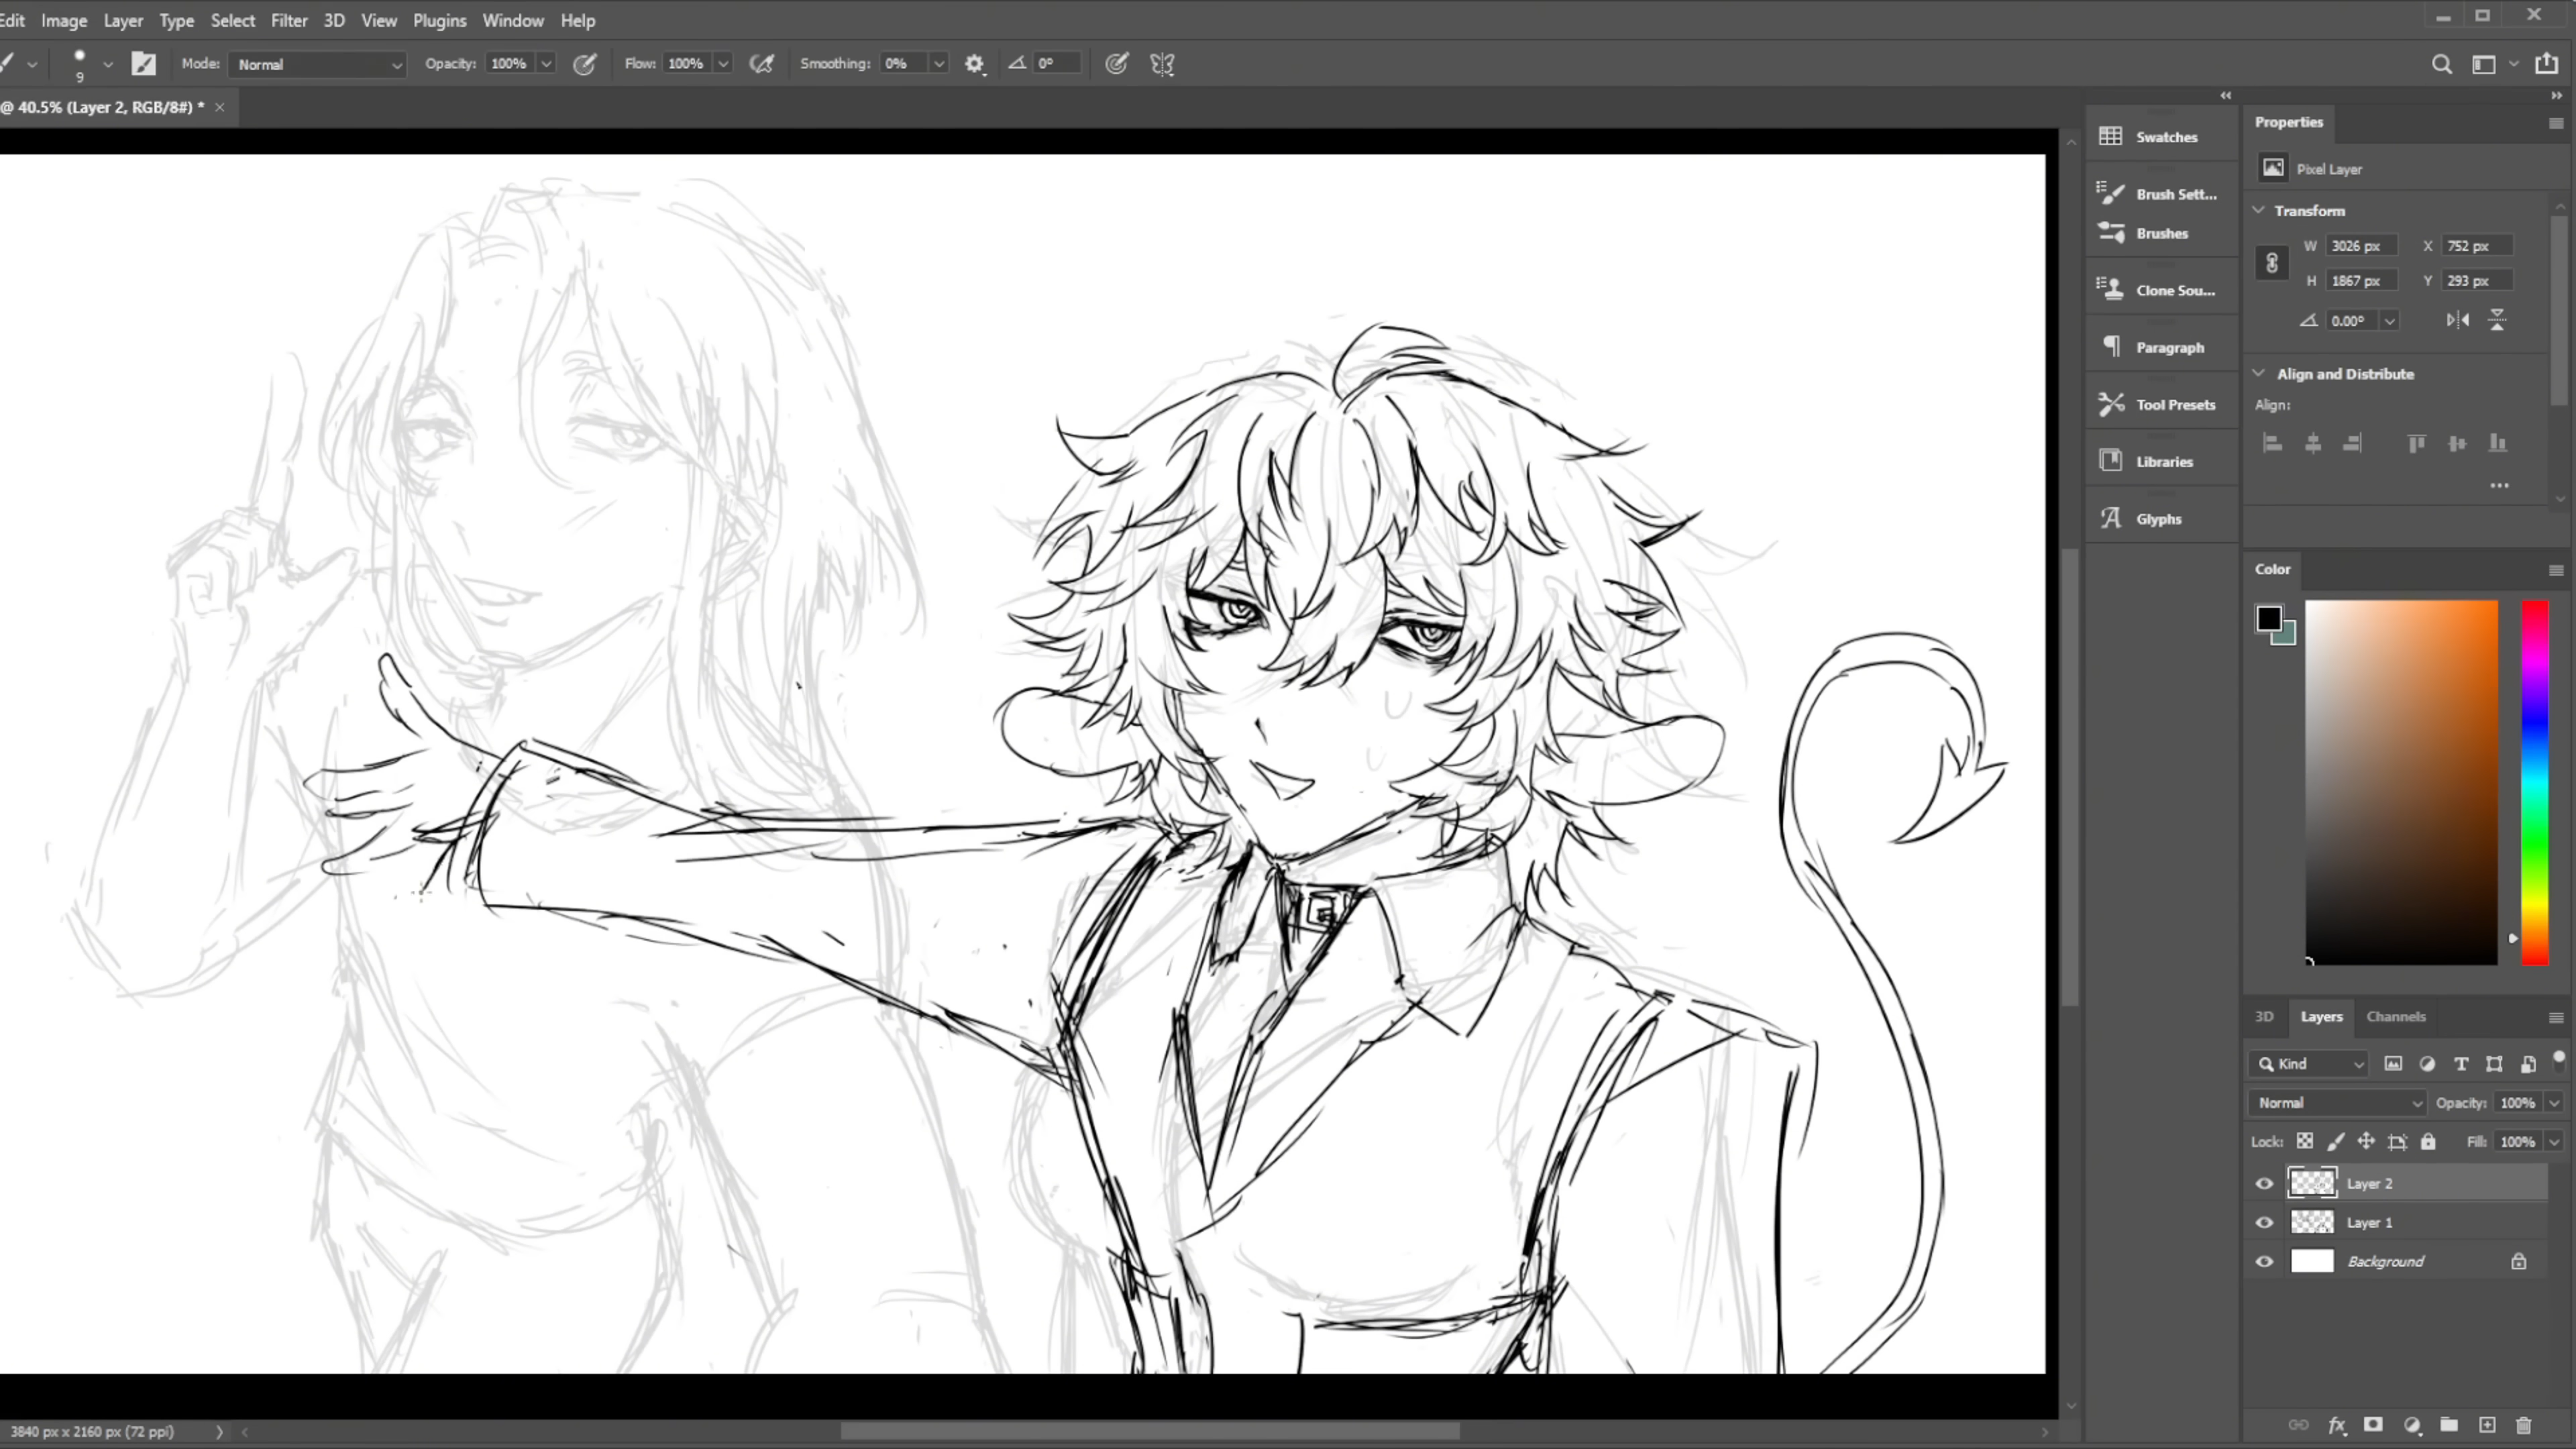 Edit Image Layer Type Select Filter 3D View Plugins Window Help
9 Mode: Normal Opacity: 100% Flow: 100% Smoothing: 0% 0°
@ 40.5% (Layer 2, RGB/8#) * ×
Swatches
Brush Sett...
Brushes
Clone Sou...
Paragraph
Tool Presets
Libraries
Glyphs
Properties
Pixel Layer
Transform
W 3026 px X 752 px
H 1867 px Y 293 px
0.00°
Align and Distribute
Align:
Color
3D Layers Channels
Kind
Normal Opacity: 100%
Lock: Fill: 100%
Layer 2
Layer 1
Background
3840 px x 2160 px (72 ppi)